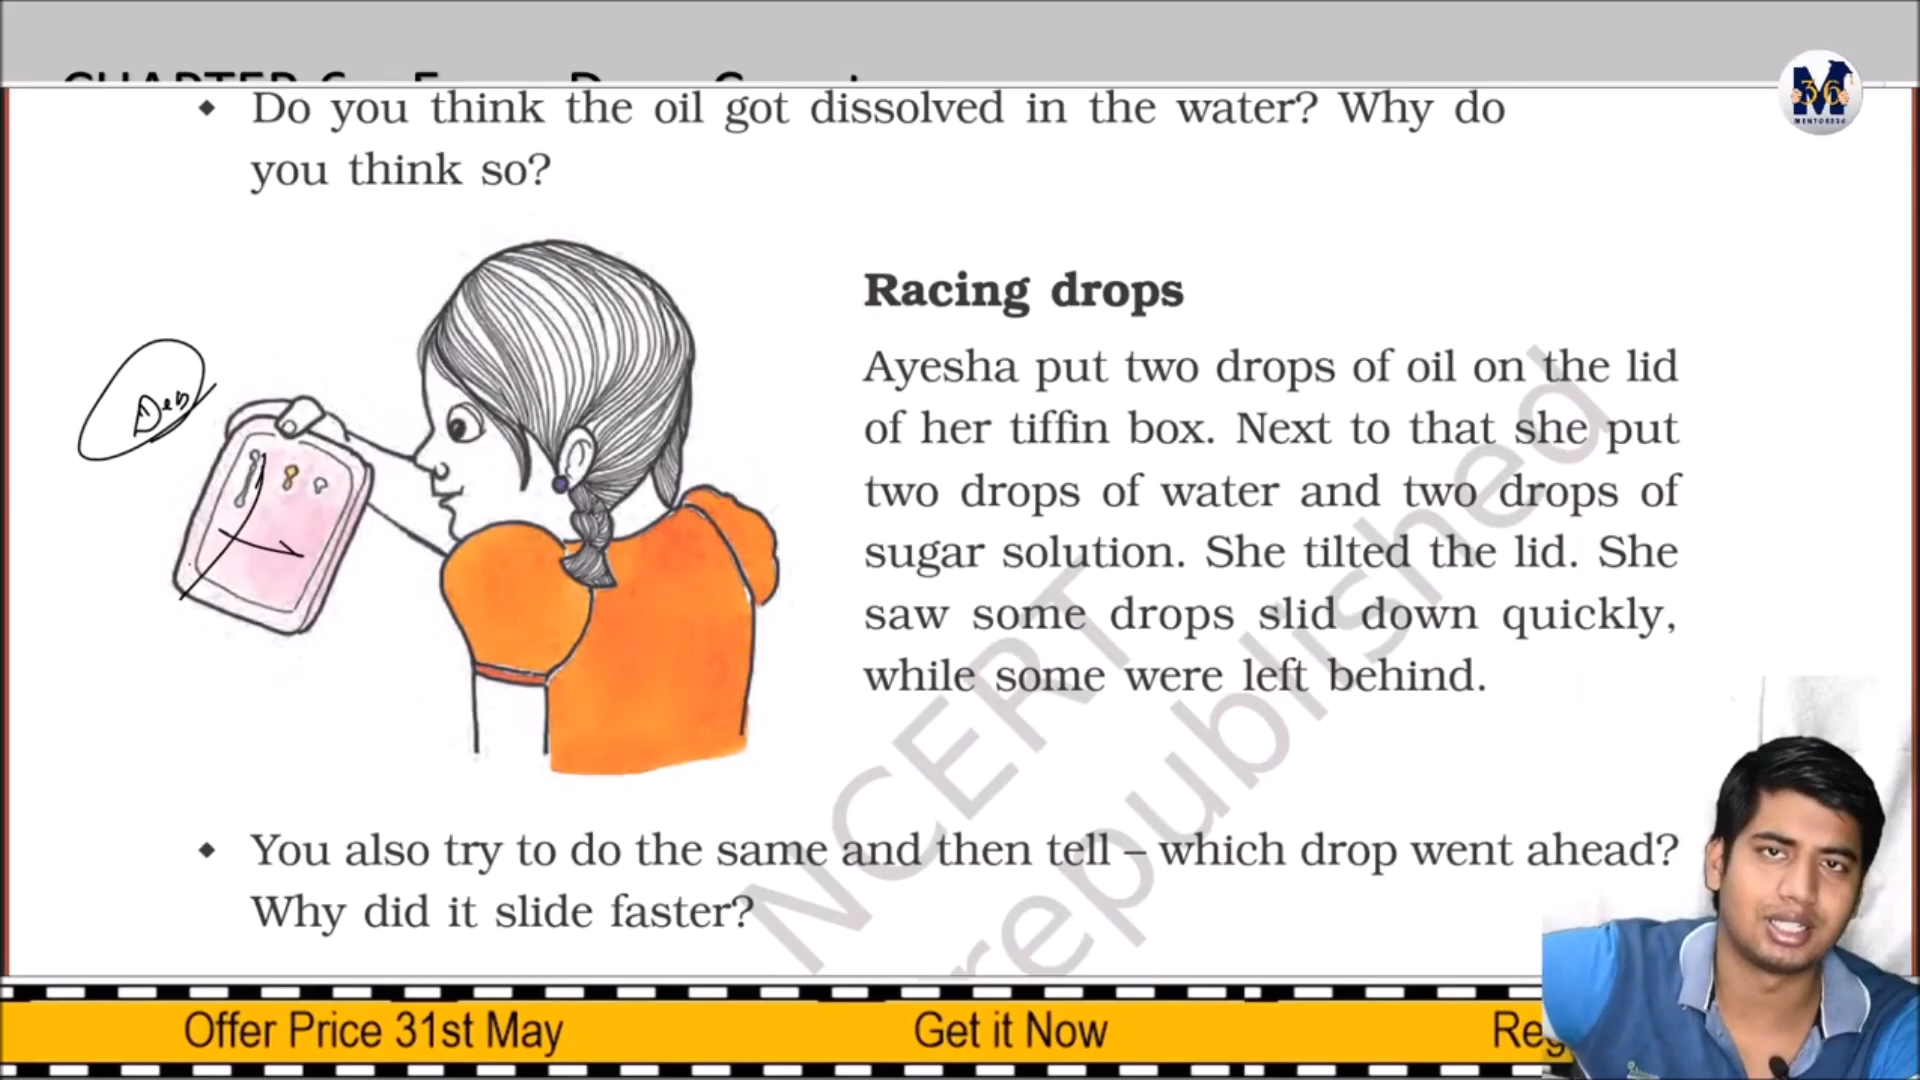 Do you think the oil got dissolved in the water? Why do
you think so?
Racing drops
Ayesha put two drops of oil on the lid
of her tiffin box. Next to that she put
two drops of water and two drops of
sugar solution. She tilted the lid. She
saw some drops slid down quickly,
while some were left behind.
You also try to do the same and then tell – which drop went ahead?
Why did it slide faster?
NCERT
republished
M
36
MENTORS36
Offer Price 31st May
Get it Now